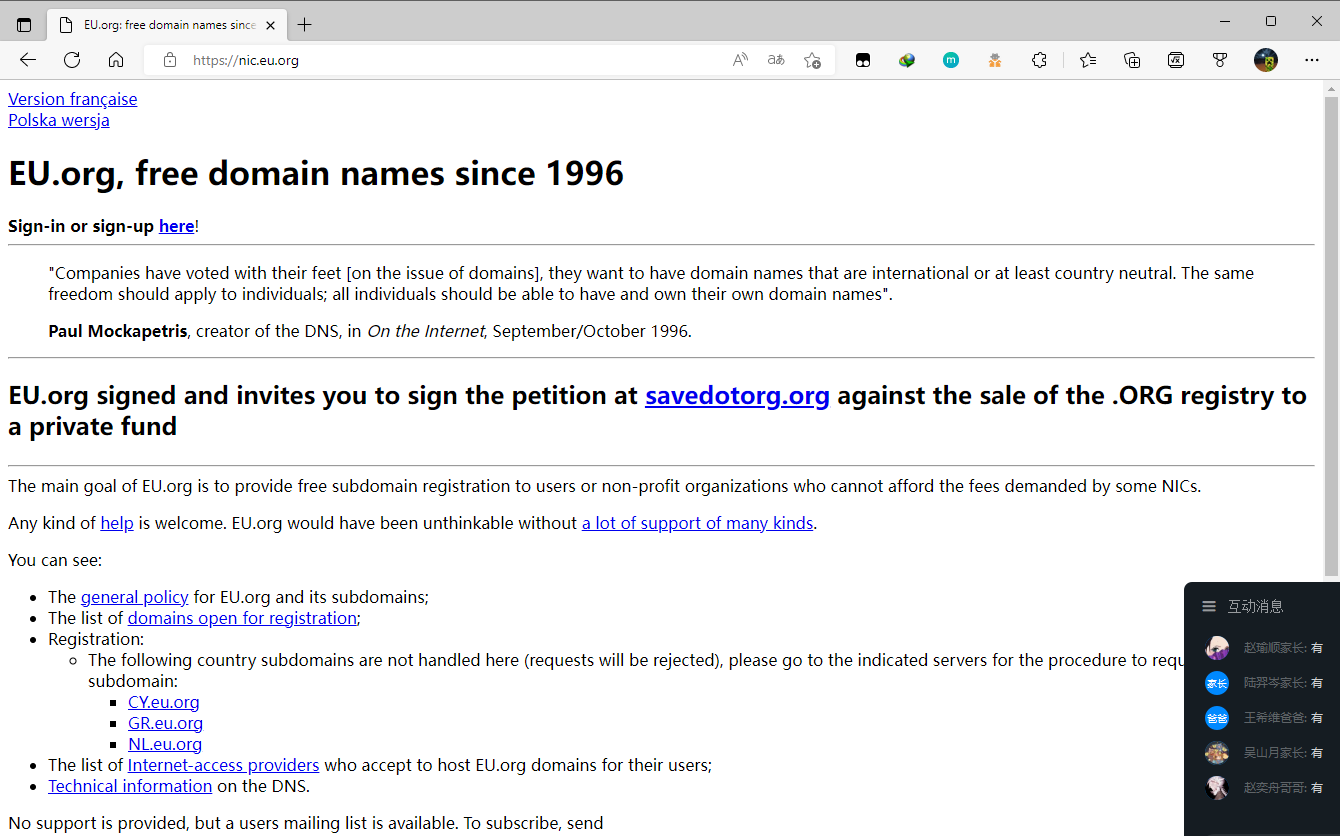 EU.org: free domain names since
https://nic.eu.org
Version française
Polska wersja
EU.org, free domain names since 1996
Sign-in or sign-up here!
"Companies have voted with their feet [on the issue of domains], they want to have domain names that are international or at least country neutral. The same
freedom should apply to individuals; all individuals should be able to have and own their own domain names".
Paul Mockapetris, creator of the DNS, in On the Internet, September/October 1996.
EU.org signed and invites you to sign the petition at savedotorg.org against the sale of the .ORG registry to
a private fund
The main goal of EU.org is to provide free subdomain registration to users or non-profit organizations who cannot afford the fees demanded by some NICs.
Any kind of help is welcome. EU.org would have been unthinkable without a lot of support of many kinds.
You can see:
The general policy for EU.org and its subdomains;
The list of domains open for registration;
Registration:
The following country subdomains are not handled here (requests will be rejected), please go to the indicated servers for the procedure to requ
subdomain:
CY.eu.org
GR.eu.org
NL.eu.org
The list of Internet-access providers who accept to host EU.org domains for their users;
Technical information on the DNS.
No support is provided, but a users mailing list is available. To subscribe, send
互动消息
赵瑜顺家长: 有
家长 陆羿岑家长: 有
爸爸 王希维爸爸: 有
吴山月家长: 有
赵奕舟哥哥: 有